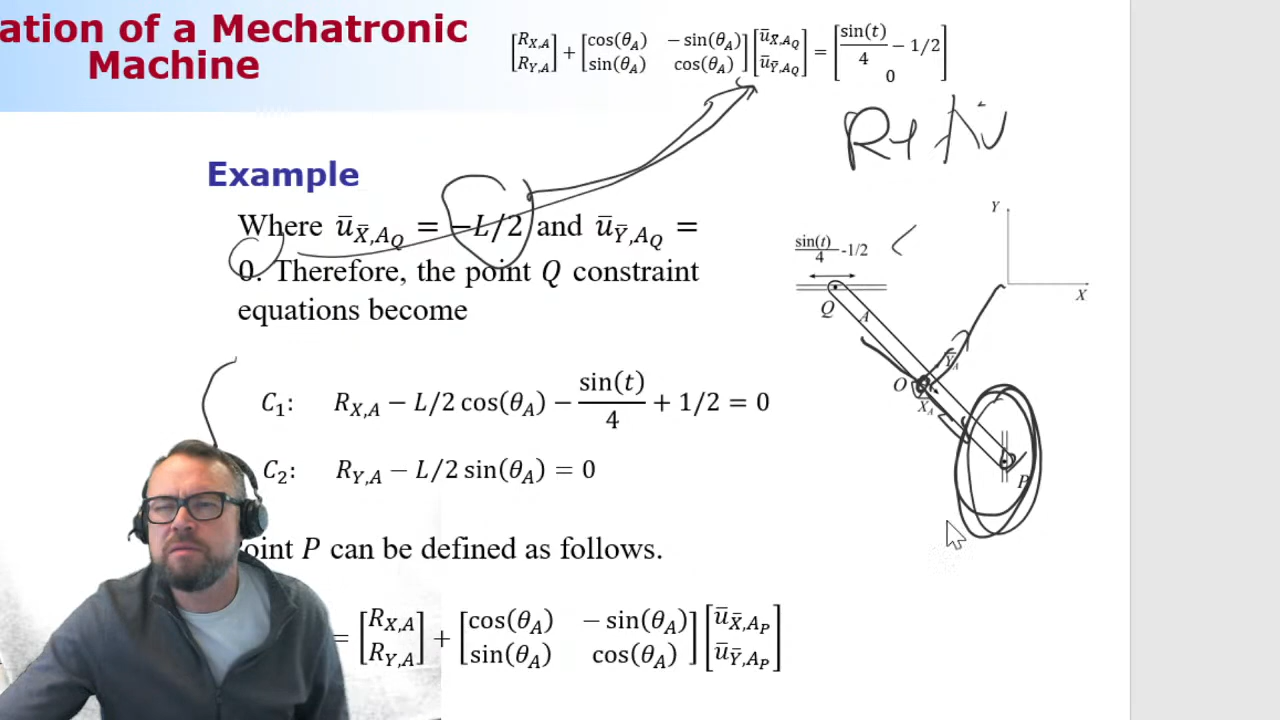 ation of a Mechatronic
Machine
[R_{X,A} R_{Y,A}] + [cos(θ_A) −sin(θ_A) sin(θ_A) cos(θ_A)] [ū_{X̄,A_Q} ū_{Ȳ,A_Q}] = [sin(t)/4 − 1/2 0]
Example
Where ū_{X̄,A_Q} = −L/2 and ū_{Ȳ,A_Q} =
0. Therefore, the point Q constraint
equations become
C₁: R_{X,A} − L/2 cos(θ_A) − sin(t)/4 + 1/2 = 0
C₂: R_{Y,A} − L/2 sin(θ_A) = 0
oint P can be defined as follows.
= [R_{X,A} R_{Y,A}] + [cos(θ_A) −sin(θ_A) sin(θ_A) cos(θ_A)] [ū_{X̄,A_P} ū_{Ȳ,A_P}]
Y
sin(t)/4 -1/2
X
Q
A
Ȳ_A
O
X̄_A
P